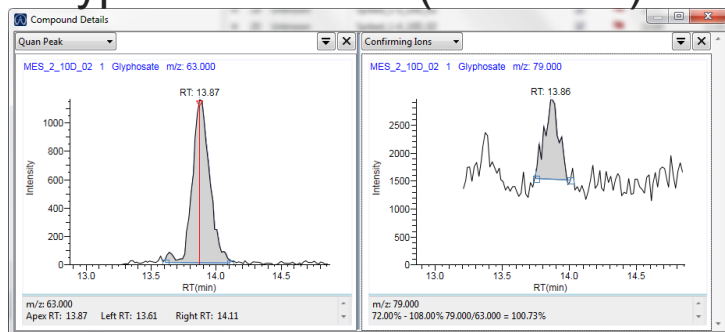 Compound Details
Quan Peak
Confirming Ions
MES_2_10D_02 1 Glyphosate m/z: 63.000
RT: 13.87
1000
800
600
400
200
0
Intensity
13.0 13.5 14.0 14.5
RT(min)
m/z: 63.000
Apex RT: 13.87 Left RT: 13.61 Right RT: 14.11
MES_2_10D_02 1 Glyphosate m/z: 79.000
RT: 13.86
2500
2000
1500
1000
500
0
Intensity
13.0 13.5 14.0 14.5
RT(min)
m/z: 79.000
72.00% - 108.00% 79.000/63.000 = 100.73%